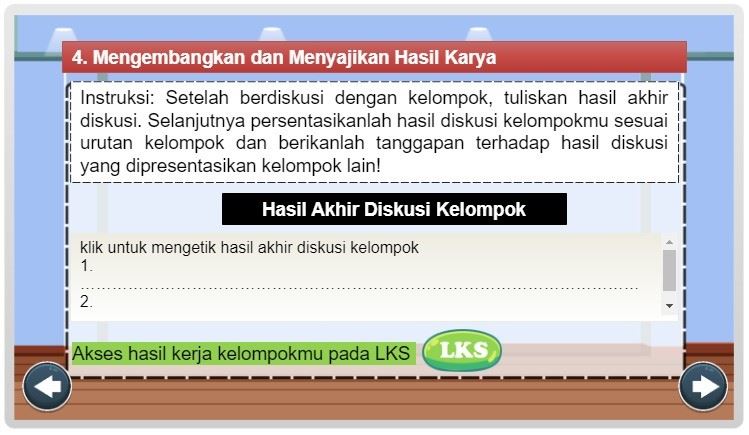 4. Mengembangkan dan Menyajikan Hasil Karya
Instruksi: Setelah berdiskusi dengan kelompok, tuliskan hasil akhir
diskusi. Selanjutnya persentasikanlah hasil diskusi kelompokmu sesuai
urutan kelompok dan berikanlah tanggapan terhadap hasil diskusi
yang dipresentasikan kelompok lain!
Hasil Akhir Diskusi Kelompok
klik untuk mengetik hasil akhir diskusi kelompok
1.
................................................................................................................
2.
Akses hasil kerja kelompokmu pada LKS
LKS